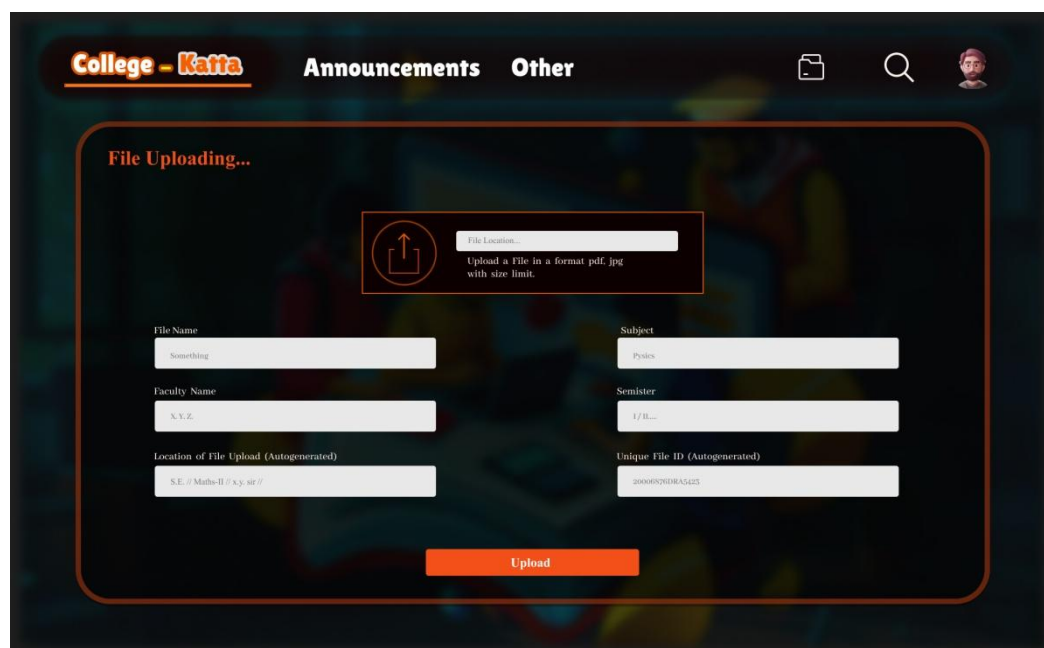 College - Katta
Announcements
Other
File Uploading...
File Location...
Upload a File in a format pdf. jpg
with size limit.
File Name
Something
Subject
Pysics
Faculty Name
X. Y. Z.
Semister
I / II....
Location of File Upload (Autogenerated)
S.E. // Maths-II // x.y. sir //
Unique File ID (Autogenerated)
20006876DRA5425
Upload